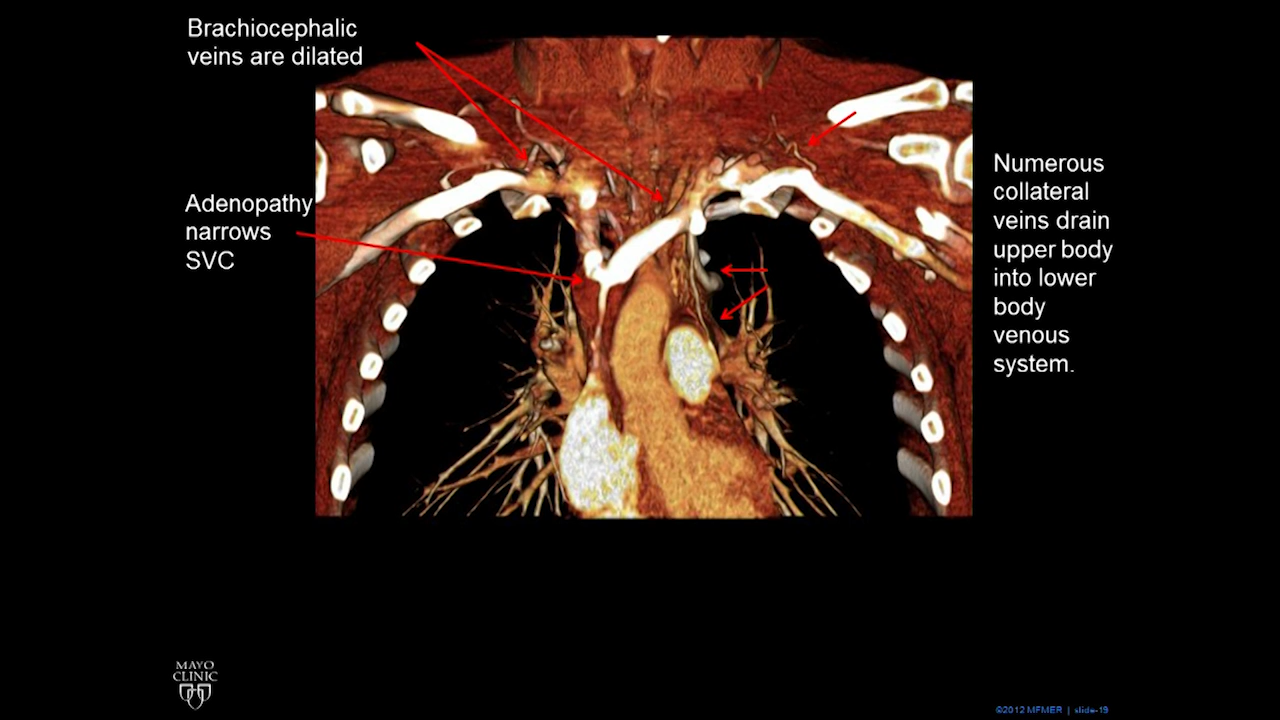 Brachiocephalic
veins are dilated
Adenopathy
narrows
SVC
Numerous
collateral
veins drain
upper body
into lower
body
venous
system.
MAYO
CLINIC
©2012 MFMER | slide-19